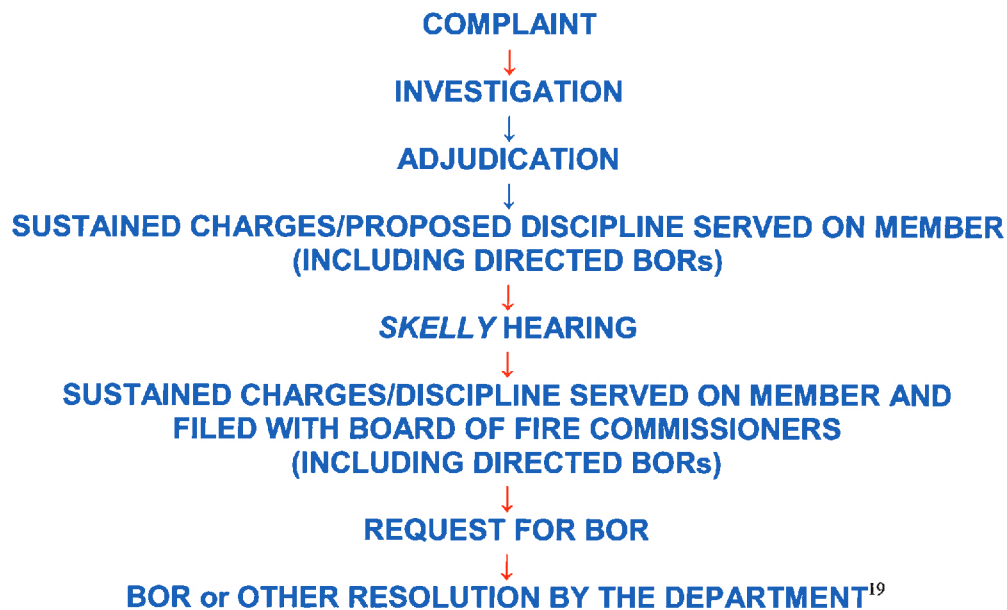 COMPLAINT
↓
INVESTIGATION
↓
ADJUDICATION
↓
SUSTAINED CHARGES/PROPOSED DISCIPLINE SERVED ON MEMBER
(INCLUDING DIRECTED BORs)
↓
SKELLY HEARING
↓
SUSTAINED CHARGES/DISCIPLINE SERVED ON MEMBER AND
FILED WITH BOARD OF FIRE COMMISSIONERS
(INCLUDING DIRECTED BORs)
↓
REQUEST FOR BOR
↓
BOR or OTHER RESOLUTION BY THE DEPARTMENT19